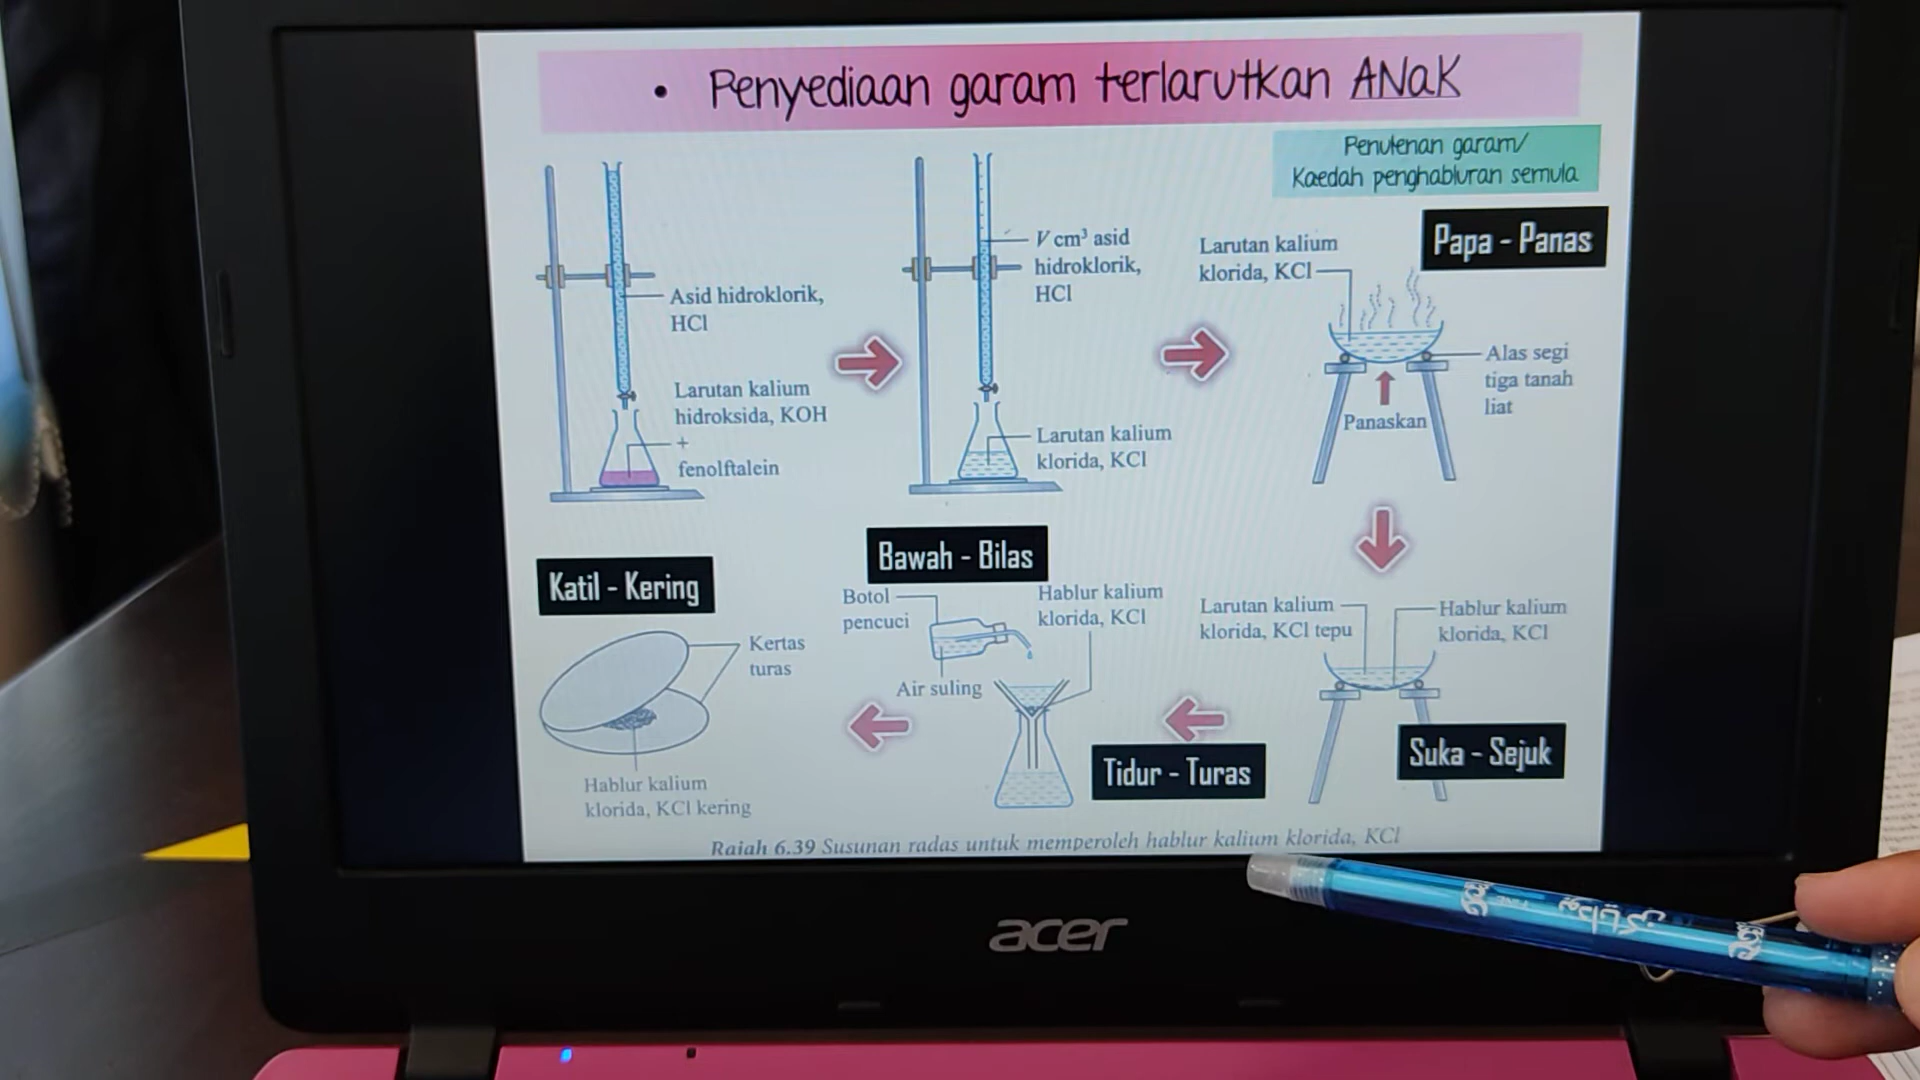 • Penyediaan garam terlarutkan ANaK
Penulenan garam/
Kaedah penghabluran semula
Papa - Panas
Asid hidroklorik,
HCl
Larutan kalium
hidroksida, KOH
+
fenolftalein
V cm³ asid
hidroklorik,
HCl
Larutan kalium
klorida, KCl
Larutan kalium
klorida, KCl
Alas segi
tiga tanah
liat
Panaskan
Larutan kalium
klorida, KCl tepu
Hablur kalium
klorida, KCl
Suka - Sejuk
Tidur - Turas
Bawah - Bilas
Botol
pencuci
Air suling
Hablur kalium
klorida, KCl
Katil - Kering
Kertas
turas
Hablur kalium
klorida, KCl kering
Rajah 6.39 Susunan radas untuk memperoleh hablur kalium klorida, KCl
acer